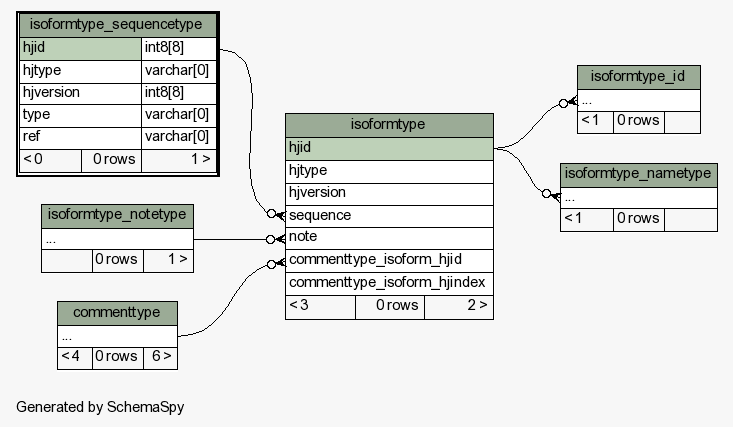 isoformtype_sequencetype
hjid int8[8]
hjtype varchar[0]
hjversion int8[8]
type varchar[0]
ref varchar[0]
< 0 0 rows 1 >
isoformtype_notetype
...
0 rows 1 >
commenttype
...
< 4 0 rows 6 >
isoformtype
hjid
hjtype
hjversion
sequence
note
commenttype_isoform_hjid
commenttype_isoform_hjindex
< 3 0 rows 2 >
isoformtype_id
...
< 1 0 rows
isoformtype_nametype
...
< 1 0 rows
Generated by SchemaSpy